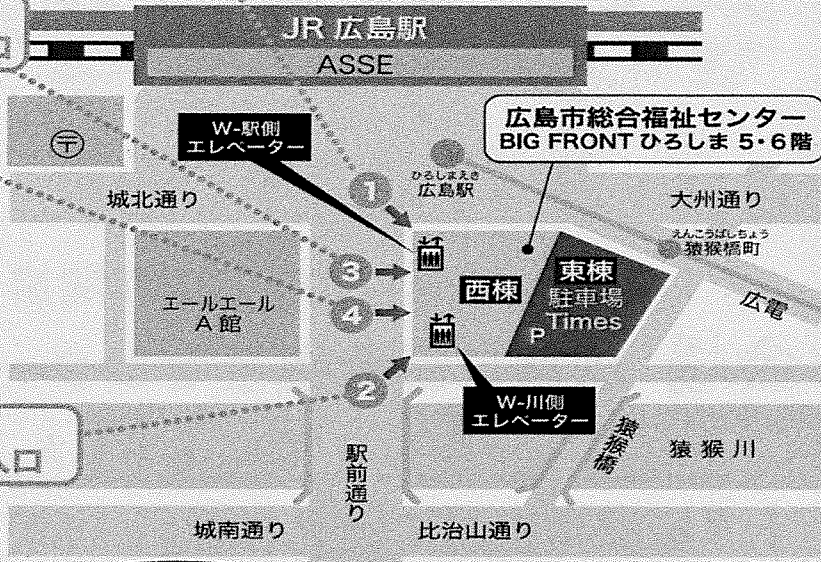 JR 広島駅
ASSE
口
〒
W-駅側
エレベーター
広島市総合福祉センター
BIG FRONT ひろしま 5・6階
ひろしまえき
広島駅
城北通り
大州通り
1
えんこうばしちょう
猿猴橋町
3
西棟
東棟
駐車場
Times
P
広電
エールエール
A 館
4
2
W-川側
エレベーター
入口
駅前通り
猿猴橋
猿猴川
城南通り
比治山通り